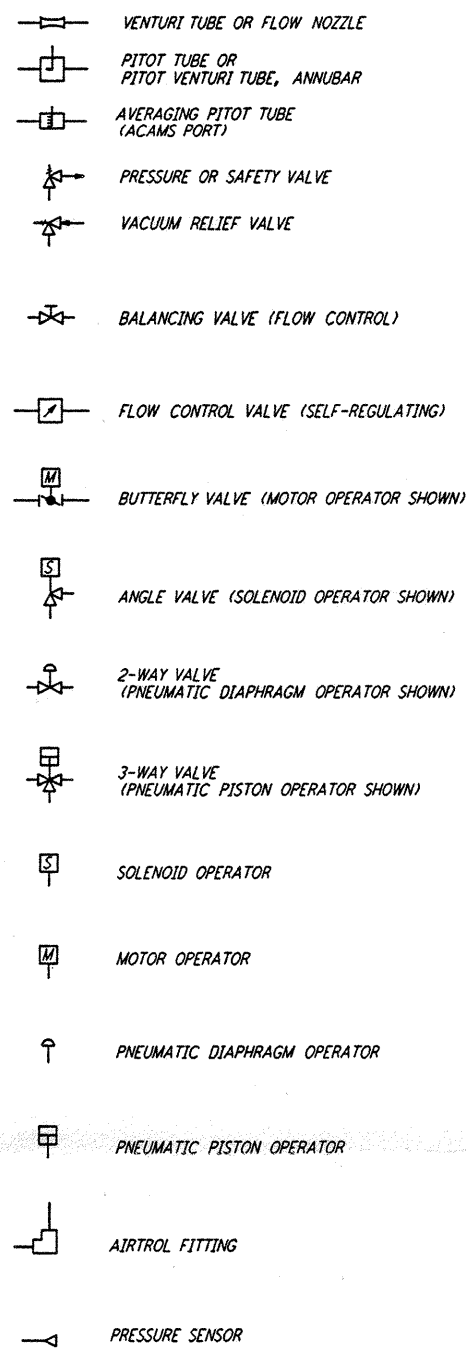 VENTURI TUBE OR FLOW NOZZLE
PITOT TUBE OR
PITOT VENTURI TUBE, ANNUBAR
AVERAGING PITOT TUBE
(ACAMS PORT)
PRESSURE OR SAFETY VALVE
VACUUM RELIEF VALVE
BALANCING VALVE (FLOW CONTROL)
FLOW CONTROL VALVE (SELF-REGULATING)
M
BUTTERFLY VALVE (MOTOR OPERATOR SHOWN)
S
ANGLE VALVE (SOLENOID OPERATOR SHOWN)
2-WAY VALVE
(PNEUMATIC DIAPHRAGM OPERATOR SHOWN)
3-WAY VALVE
(PNEUMATIC PISTON OPERATOR SHOWN)
S
SOLENOID OPERATOR
M
MOTOR OPERATOR
PNEUMATIC DIAPHRAGM OPERATOR
PNEUMATIC PISTON OPERATOR
AIRTROL FITTING
PRESSURE SENSOR